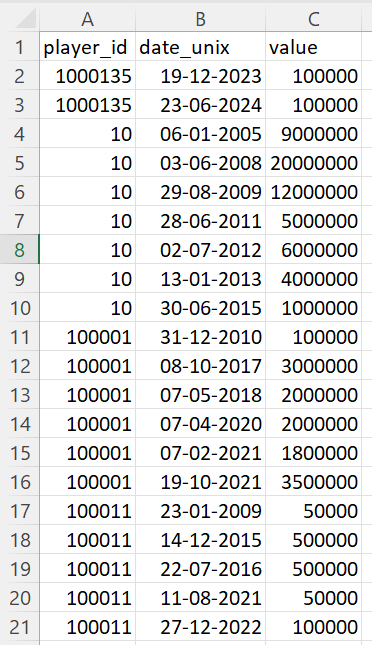 A B C
1 player_id date_unix value
2 1000135 19-12-2023 100000
3 1000135 23-06-2024 100000
4 10 06-01-2005 9000000
5 10 03-06-2008 20000000
6 10 29-08-2009 12000000
7 10 28-06-2011 5000000
8 10 02-07-2012 6000000
9 10 13-01-2013 4000000
10 10 30-06-2015 1000000
11 100001 31-12-2010 100000
12 100001 08-10-2017 3000000
13 100001 07-05-2018 2000000
14 100001 07-04-2020 2000000
15 100001 07-02-2021 1800000
16 100001 19-10-2021 3500000
17 100011 23-01-2009 50000
18 100011 14-12-2015 500000
19 100011 22-07-2016 500000
20 100011 11-08-2021 50000
21 100011 27-12-2022 100000